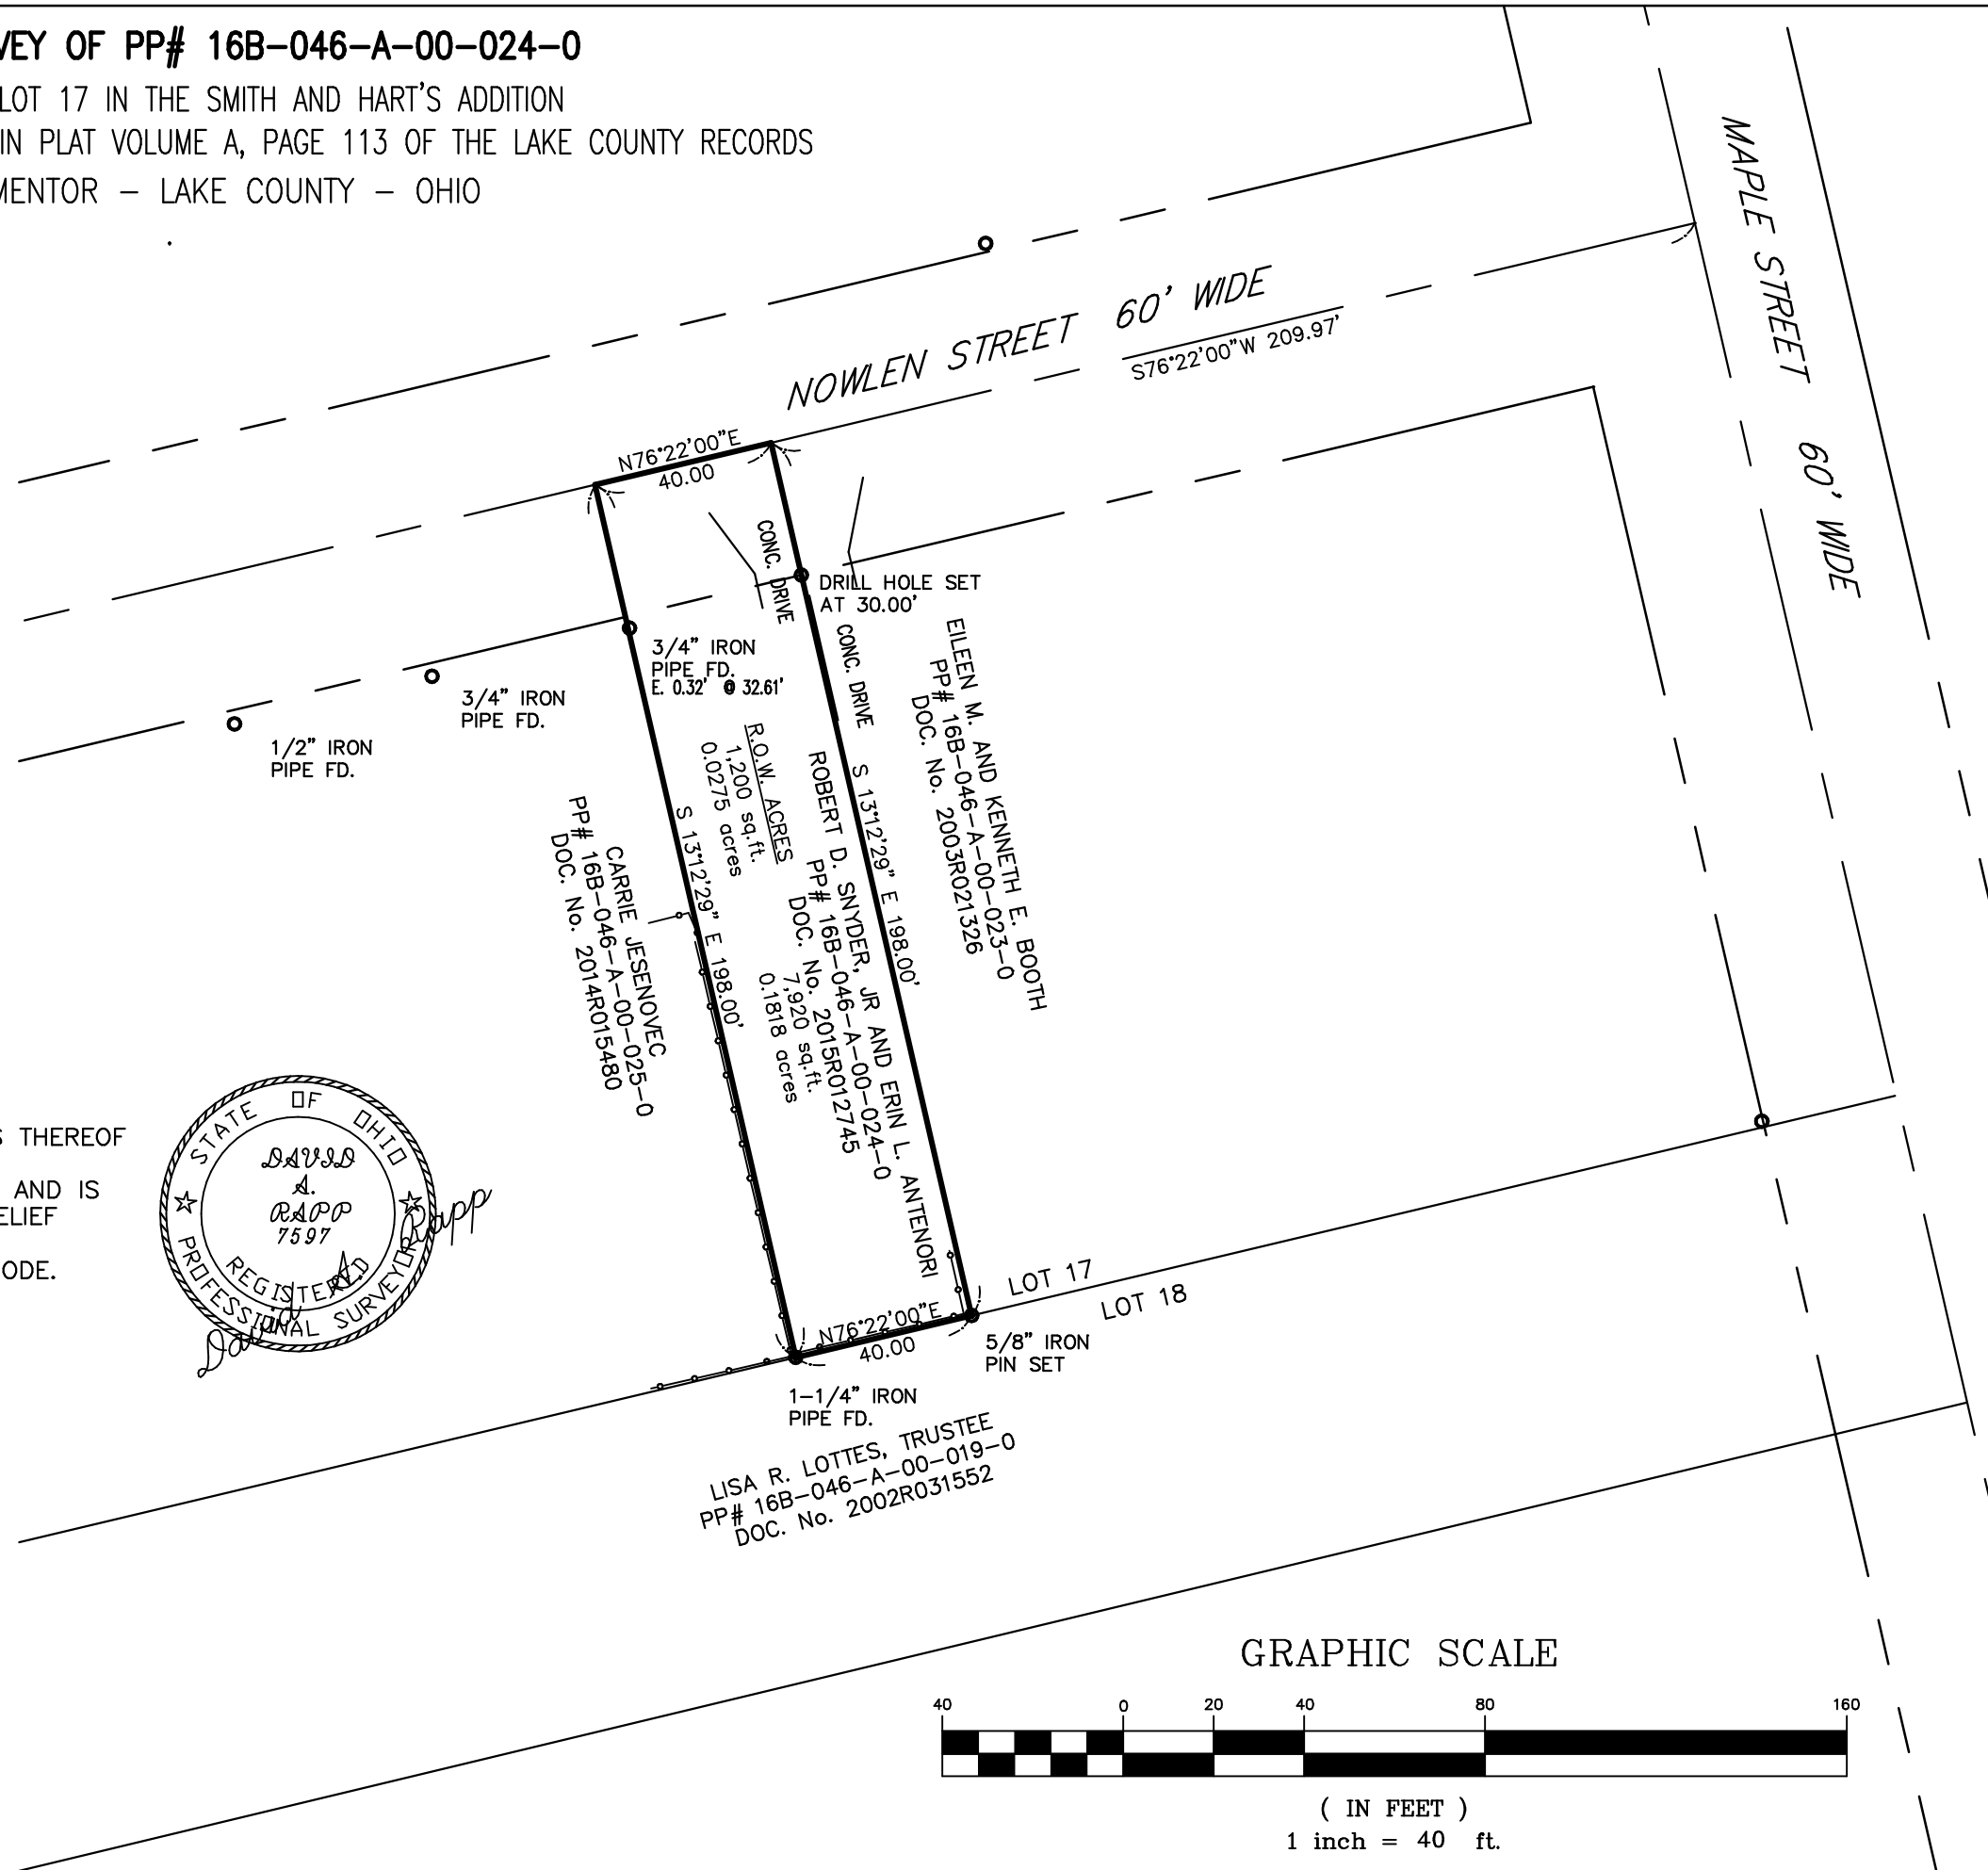 VEY OF PP# 16B-046-A-00-024-0
LOT 17 IN THE SMITH AND HART'S ADDITION
IN PLAT VOLUME A, PAGE 113 OF THE LAKE COUNTY RECORDS
MENTOR - LAKE COUNTY - OHIO
MAPLE STREET 60' WIDE
NOWLEN STREET 60' WIDE
S76°22'00"W 209.97'
N76°22'00"E
40.00
CONC. DRIVE
DRILL HOLE SET
AT 30.00'
CONC. DRIVE
3/4" IRON
PIPE FD.
E. 0.32' @ 32.61'
3/4" IRON
PIPE FD.
1/2" IRON
PIPE FD.
EILEEN M. AND KENNETH E. BOOTH
PP# 16B-046-A-00-023-0
DOC. No. 2003R021326
S 13°12'29" E 198.00'
R.O.W. ACRES
1,200 sq.ft.
0.0275 acres
ROBERT D. SNYDER, JR AND ERIN L. ANTENORI
PP# 16B-046-A-00-024-0
DOC. No. 2015R012745
7,920 sq.ft.
0.1818 acres
S 13°12'29" E 198.00'
CARRIE JESENOVEC
PP# 16B-046-A-00-025-0
DOC. No. 2014R015480
S THEREOF
AND IS
ELIEF
ODE.
STATE OF OHIO
DAVID
A.
RAPP
7597
REGISTERED
PROFESSIONAL SURVEYOR
David A. Rapp
N76°22'00"E
40.00
LOT 17
LOT 18
5/8" IRON
PIN SET
1-1/4" IRON
PIPE FD.
LISA R. LOTTES, TRUSTEE
PP# 16B-046-A-00-019-0
DOC. No. 2002R031552
GRAPHIC SCALE
40 0 20 40 80 160
( IN FEET )
1 inch = 40 ft.